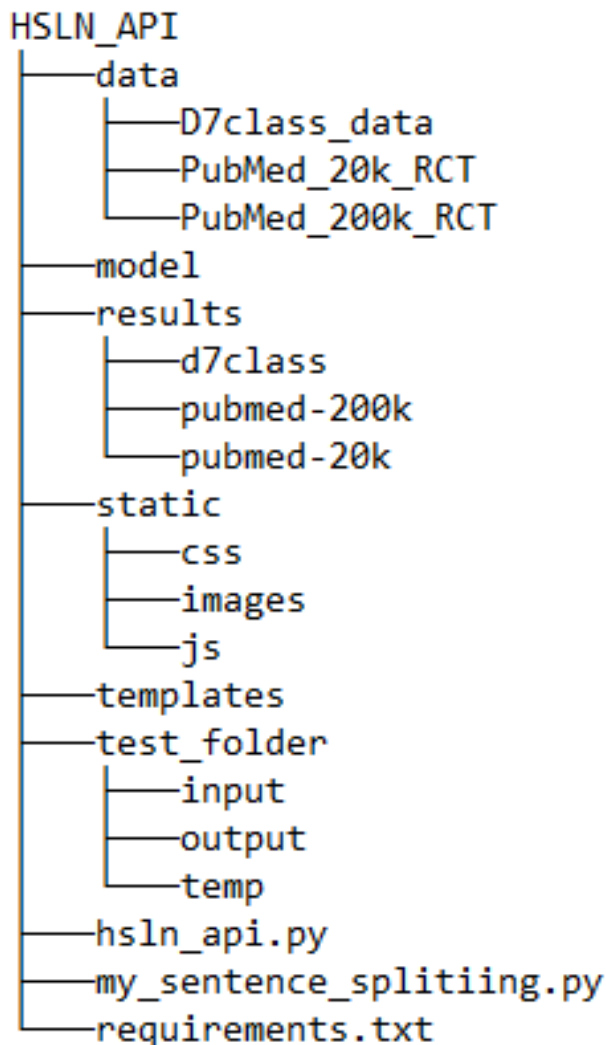 HSLN_API
data
D7class_data
PubMed_20k_RCT
PubMed_200k_RCT
model
results
d7class
pubmed-200k
pubmed-20k
static
css
images
js
templates
test_folder
input
output
temp
hsln_api.py
my_sentence_splitiing.py
requirements.txt